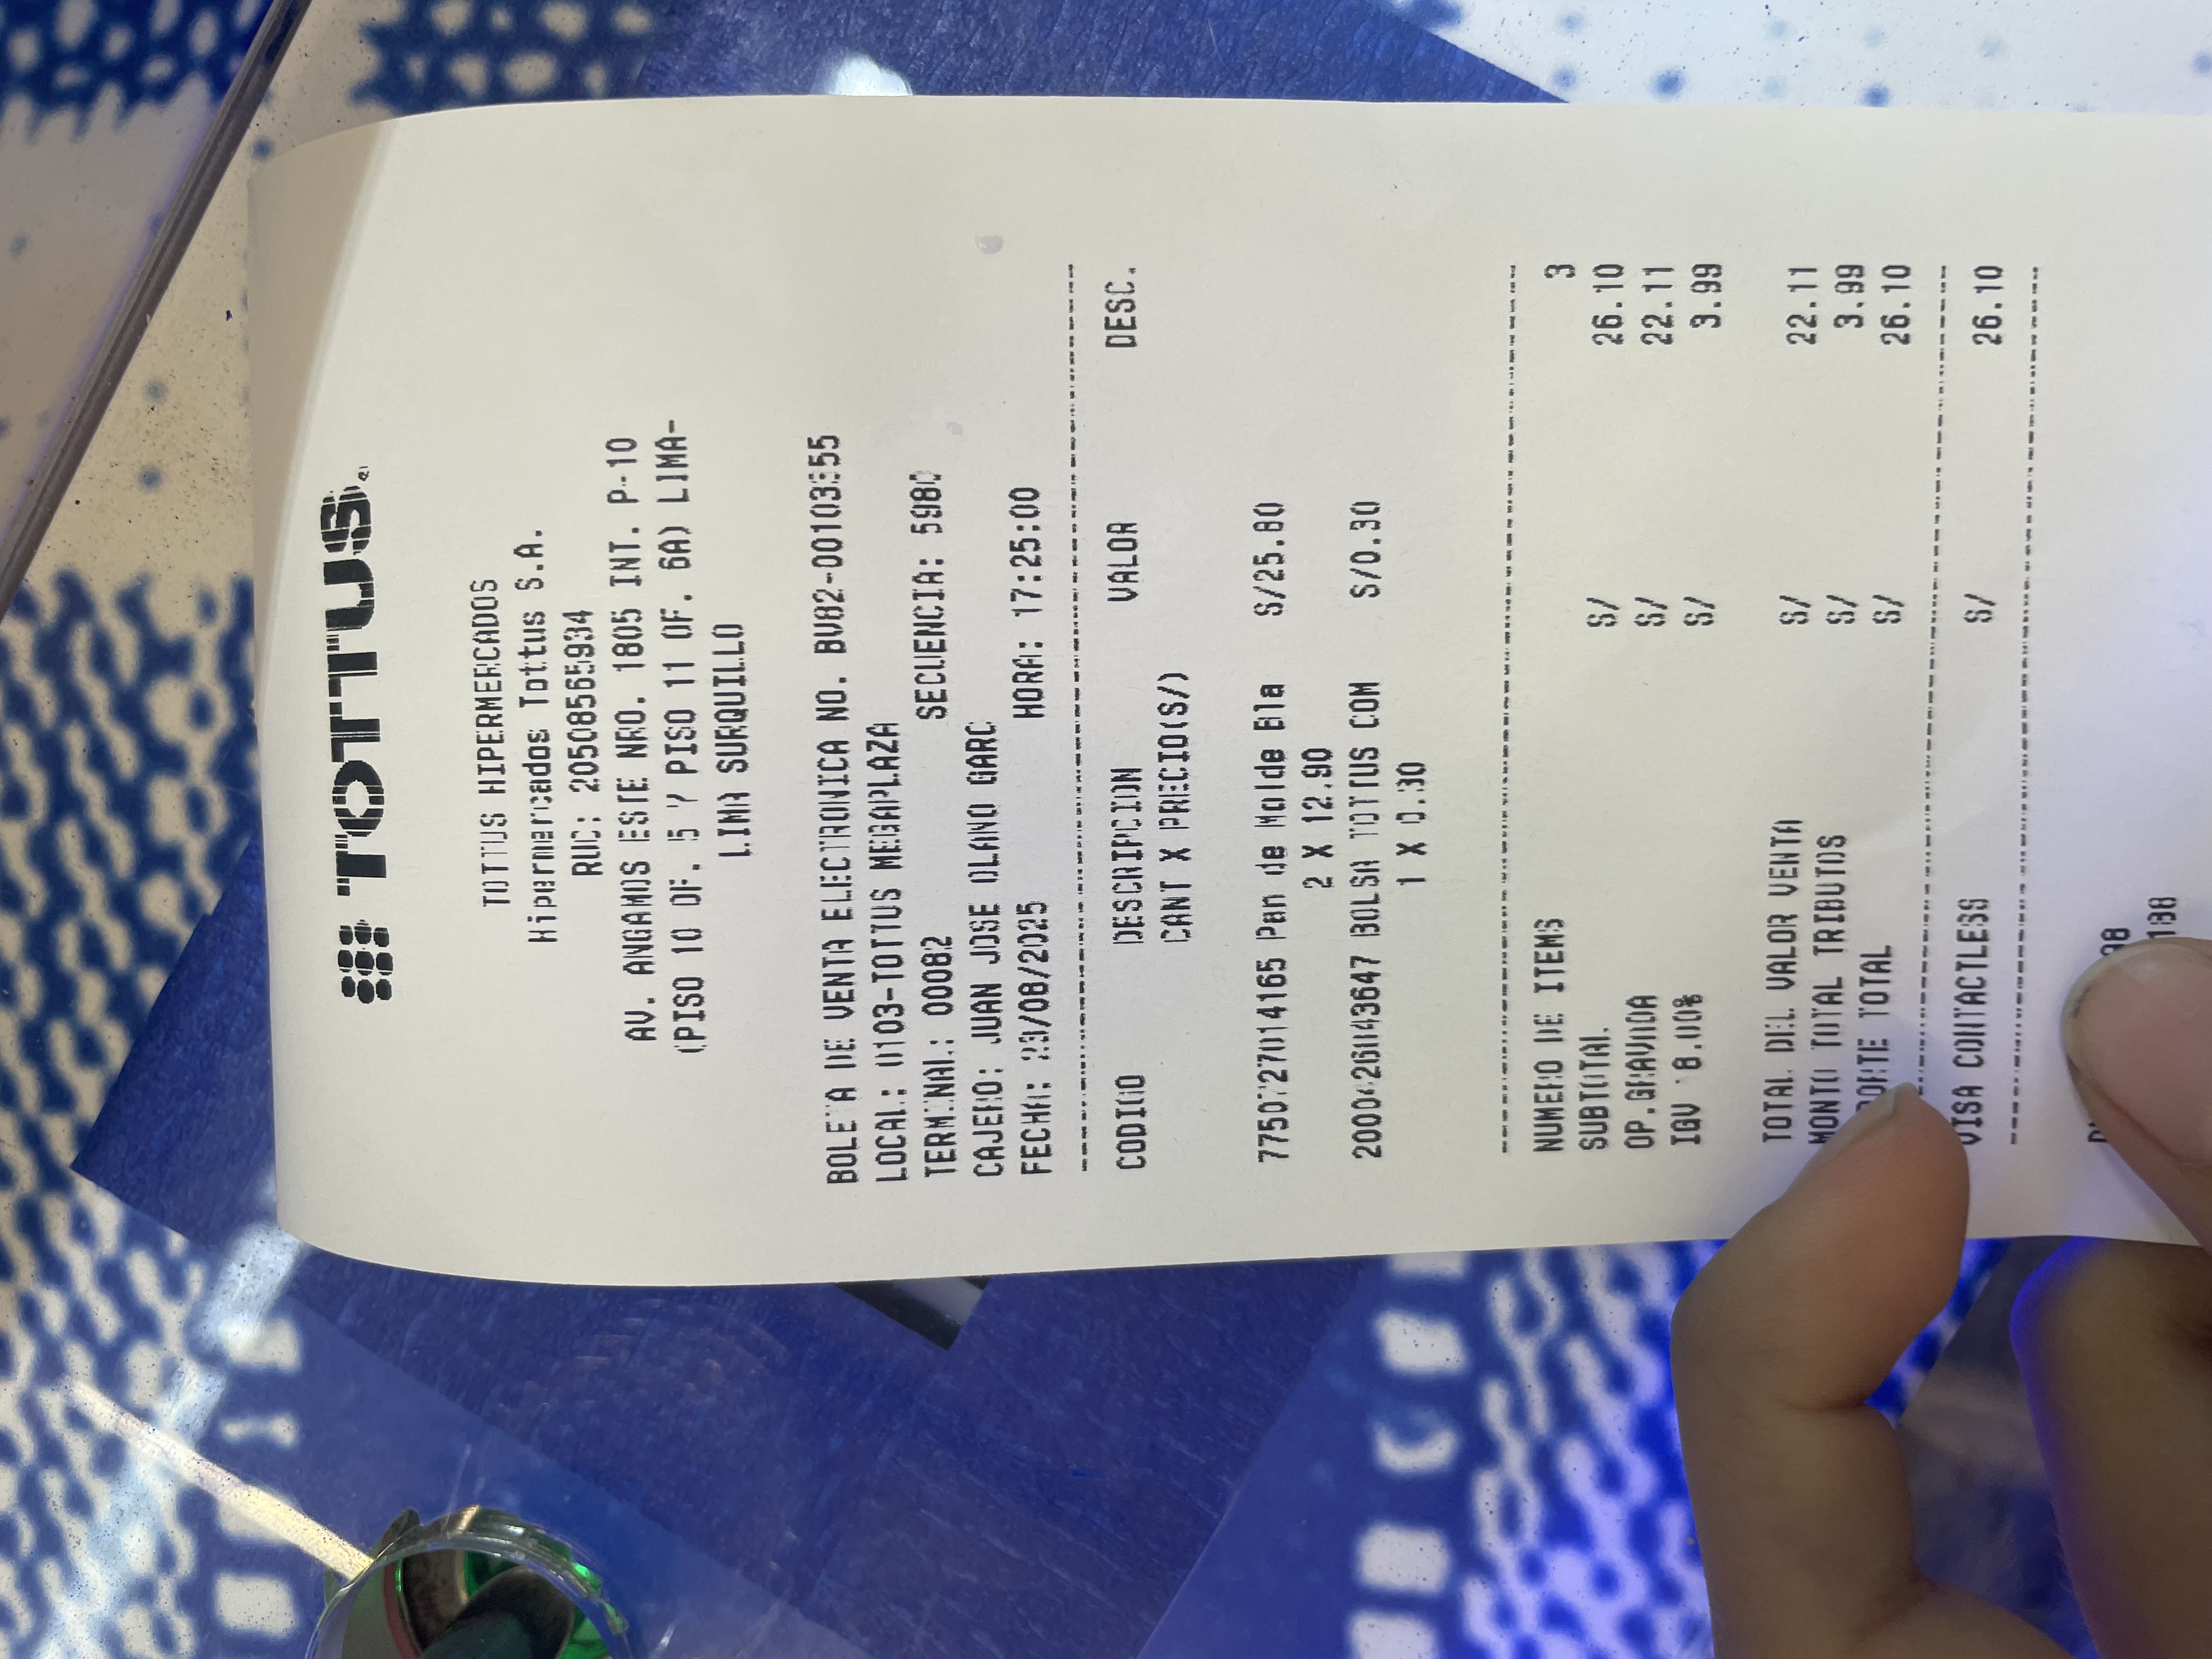 TOTTUS
TOTTUS HIPERMERCADOS
Hipermercados Tottus S.A.
RUC: 20508565934
AV. ANGAMOS ESTE NRO. 1805 INT. P-10
(PISO 10 OF. 5 Y PISO 11 OF. 6A) LIMA-
LIMA SURQUILLO
BOLETA DE VENTA ELECTRONICA NO. BV82-00103355
LOCAL: 0103-TOTTUS MEGAPLAZA
TERMINAL: 00082 SECUENCIA: 5980
CAJERO: JUAN JOSE OLANO GARC
FECHA: 23/08/2025 HORA: 17:25:00
CODIGO DESCRIPCION VALOR DESC.
CANT X PRECIO(S/)
7750727014165 Pan de Molde Bla S/25.80
2 X 12.90
2000426043647 BOLSA TOTTUS COM S/0.30
1 X 0.30
NUMERO DE ITEMS 3
SUBTOTAL S/ 26.10
OP.GRAVADA S/ 22.11
IGV 18.00% S/ 3.99
TOTAL DEL VALOR VENTA S/ 22.11
MONTO TOTAL TRIBUTOS S/ 3.99
PORTE TOTAL S/ 26.10
VISA CONTACTLESS S/ 26.10
98
188